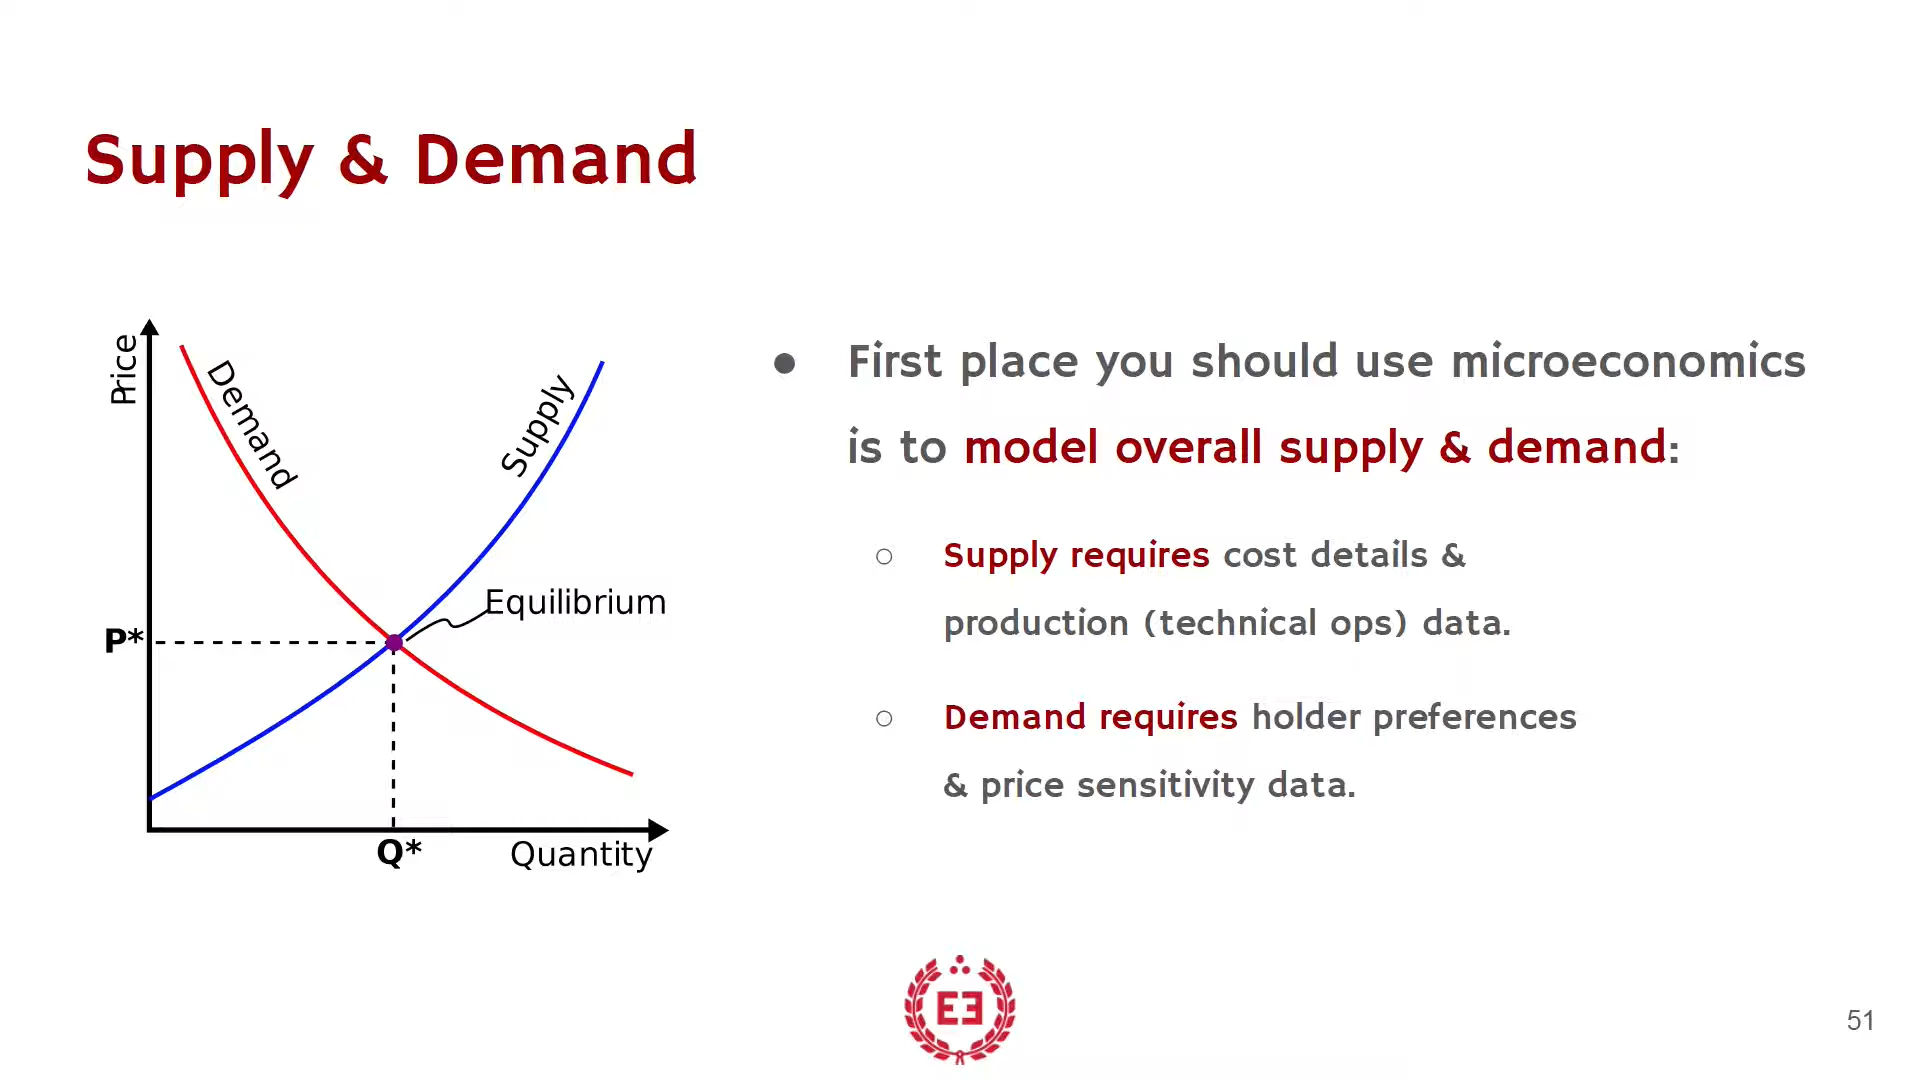 Supply & Demand
Price
Demand
Supply
Equilibrium
P*
Q*
Quantity
● First place you should use microeconomics
is to model overall supply & demand:
○ Supply requires cost details &
production (technical ops) data.
○ Demand requires holder preferences
& price sensitivity data.
EE
51